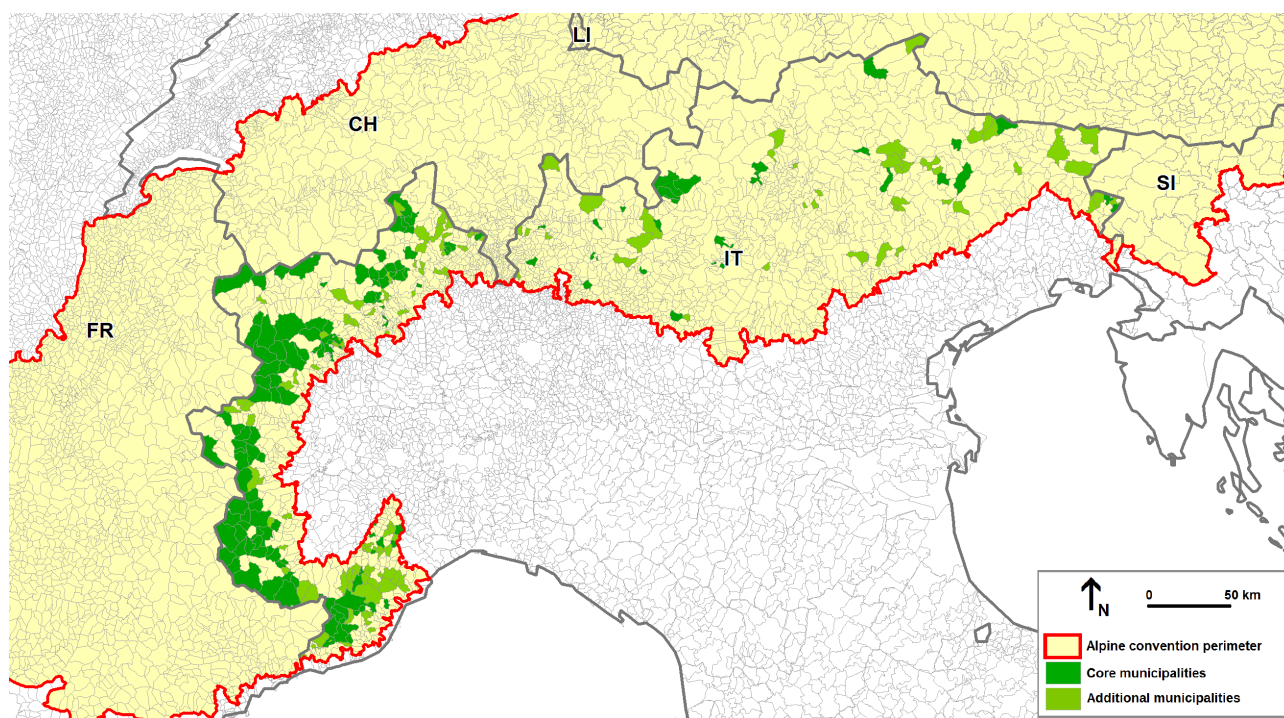 LI
CH
SI
IT
FR
N
0 50 km
Alpine convention perimeter
Core municipalities
Additional municipalities